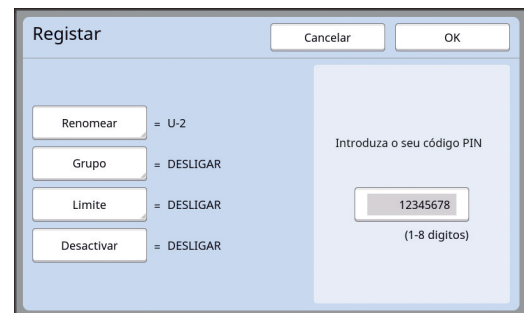 Registar
Cancelar
OK
Renomear = U-2
Grupo = DESLIGAR
Limite = DESLIGAR
Desactivar = DESLIGAR
Introduza o seu código PIN
12345678
(1-8 digitos)